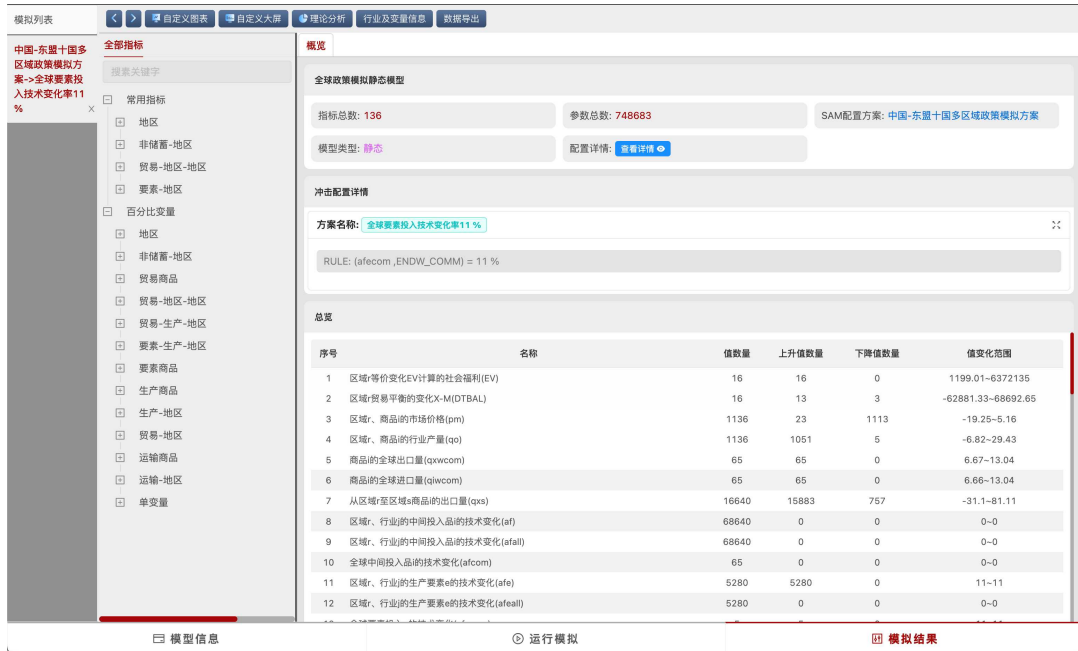 模拟列表
自定义图表
自定义大屏
理论分析
行业及变量信息
数据导出
中国-东盟十国多
区域政策模拟方
案->全球要素投
入技术变化率11
%
全部指标
搜素关键字
常用指标
地区
非储蓄-地区
贸易-地区-地区
要素-地区
百分比变量
地区
非储蓄-地区
贸易商品
贸易-地区-地区
贸易-生产-地区
要素-生产-地区
要素商品
生产商品
生产-地区
贸易-地区
运输商品
运输-地区
单变量
概览
全球政策模拟静态模型
指标总数: 136 参数总数: 748683 SAM配置方案: 中国-东盟十国多区域政策模拟方案
模型类型: 静态 配置详情: 查看详情
冲击配置详情
方案名称: 全球要素投入技术变化率11 %
RULE: (afecom ,ENDW_COMM) = 11 %
总览
序号 名称 值数量 上升值数量 下降值数量 值变化范围
1 区域r等价变化EV计算的社会福利(EV) 16 16 0 1199.01~6372135
2 区域r贸易平衡的变化X-M(DTBAL) 16 13 3 -62881.33~68692.65
3 区域r、商品i的市场价格(pm) 1136 23 1113 -19.25~5.16
4 区域r、商品i的行业产量(qo) 1136 1051 5 -6.82~29.43
5 商品i的全球出口量(qxwcom) 65 65 0 6.67~13.04
6 商品i的全球进口量(qiwcom) 65 65 0 6.66~13.04
7 从区域r至区域s商品i的出口量(qxs) 16640 15883 757 -31.1~81.11
8 区域r、行业j的中间投入品i的技术变化(af) 68640 0 0 0~0
9 区域r、行业j的中间投入品i的技术变化(afall) 68640 0 0 0~0
10 全球中间投入品i的技术变化(afcom) 65 0 0 0~0
11 区域r、行业j的生产要素e的技术变化(afe) 5280 5280 0 11~11
12 区域r、行业j的生产要素e的技术变化(afeall) 5280 0 0 0~0
模型信息
运行模拟
模拟结果